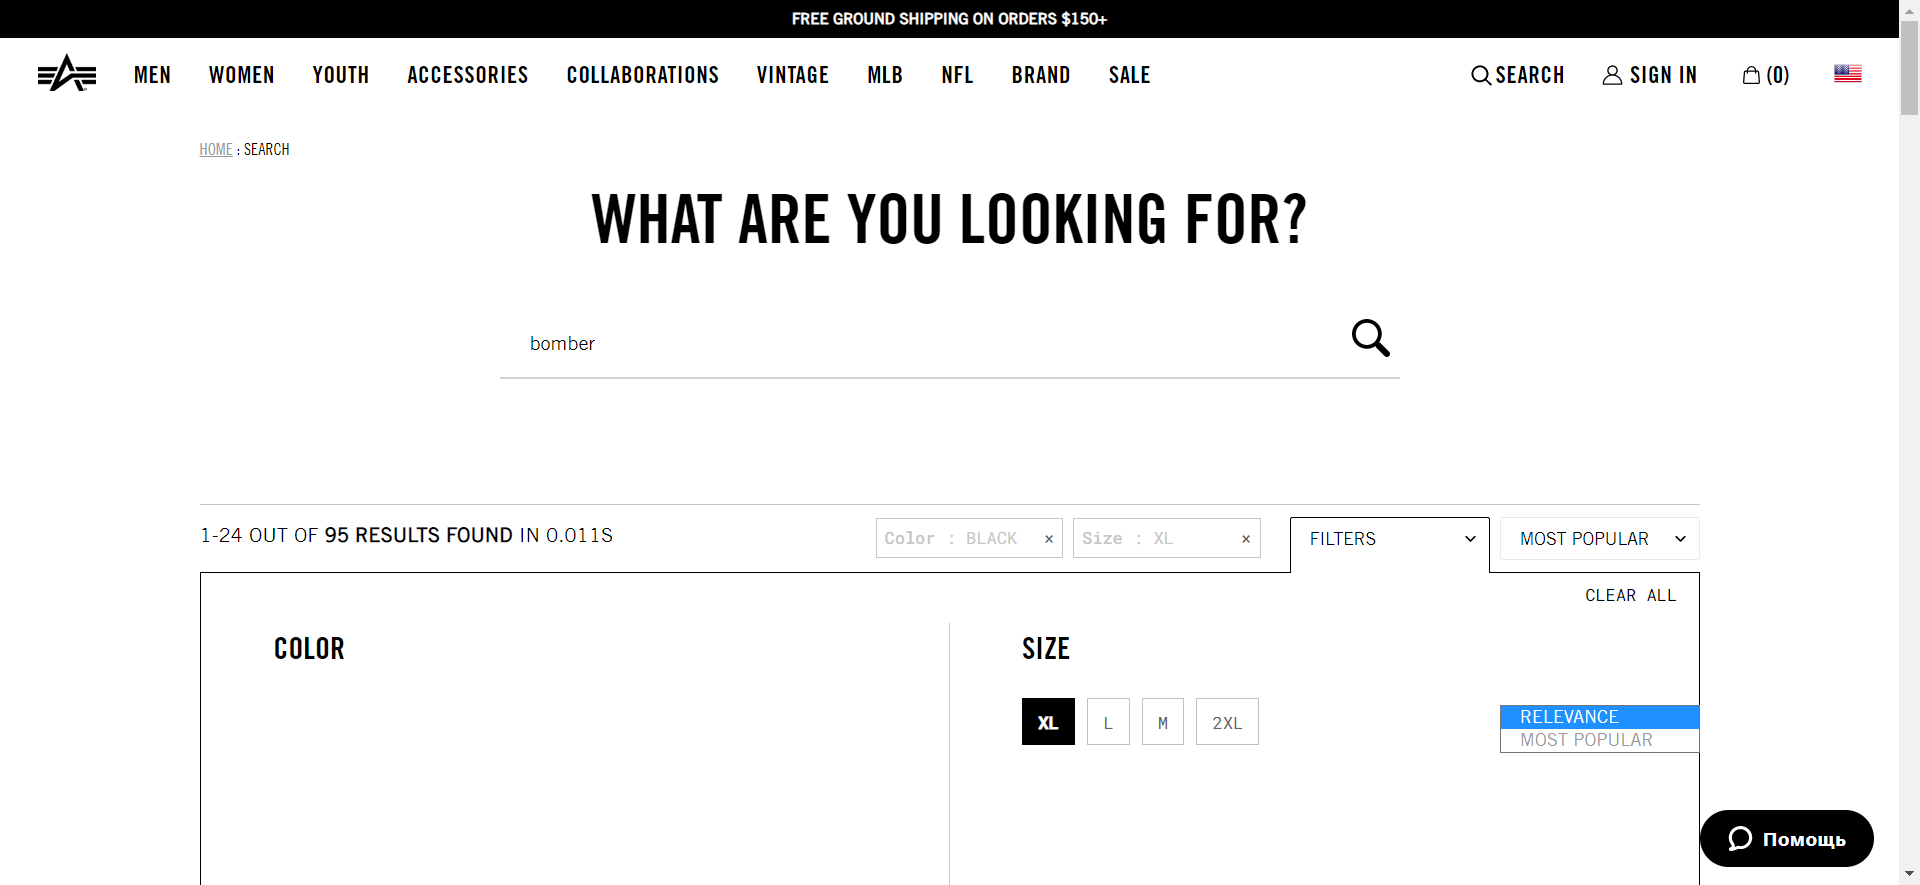 FREE GROUND SHIPPING ON ORDERS $150+
MEN WOMEN YOUTH ACCESSORIES COLLABORATIONS VINTAGE MLB NFL BRAND SALE SEARCH SIGN IN (0)
HOME : SEARCH
WHAT ARE YOU LOOKING FOR?
bomber
1-24 OUT OF 95 RESULTS FOUND IN 0.011S Color : BLACK × Size : XL × FILTERS MOST POPULAR
CLEAR ALL
COLOR SIZE
XL L M 2XL
RELEVANCE
MOST POPULAR
Помощь